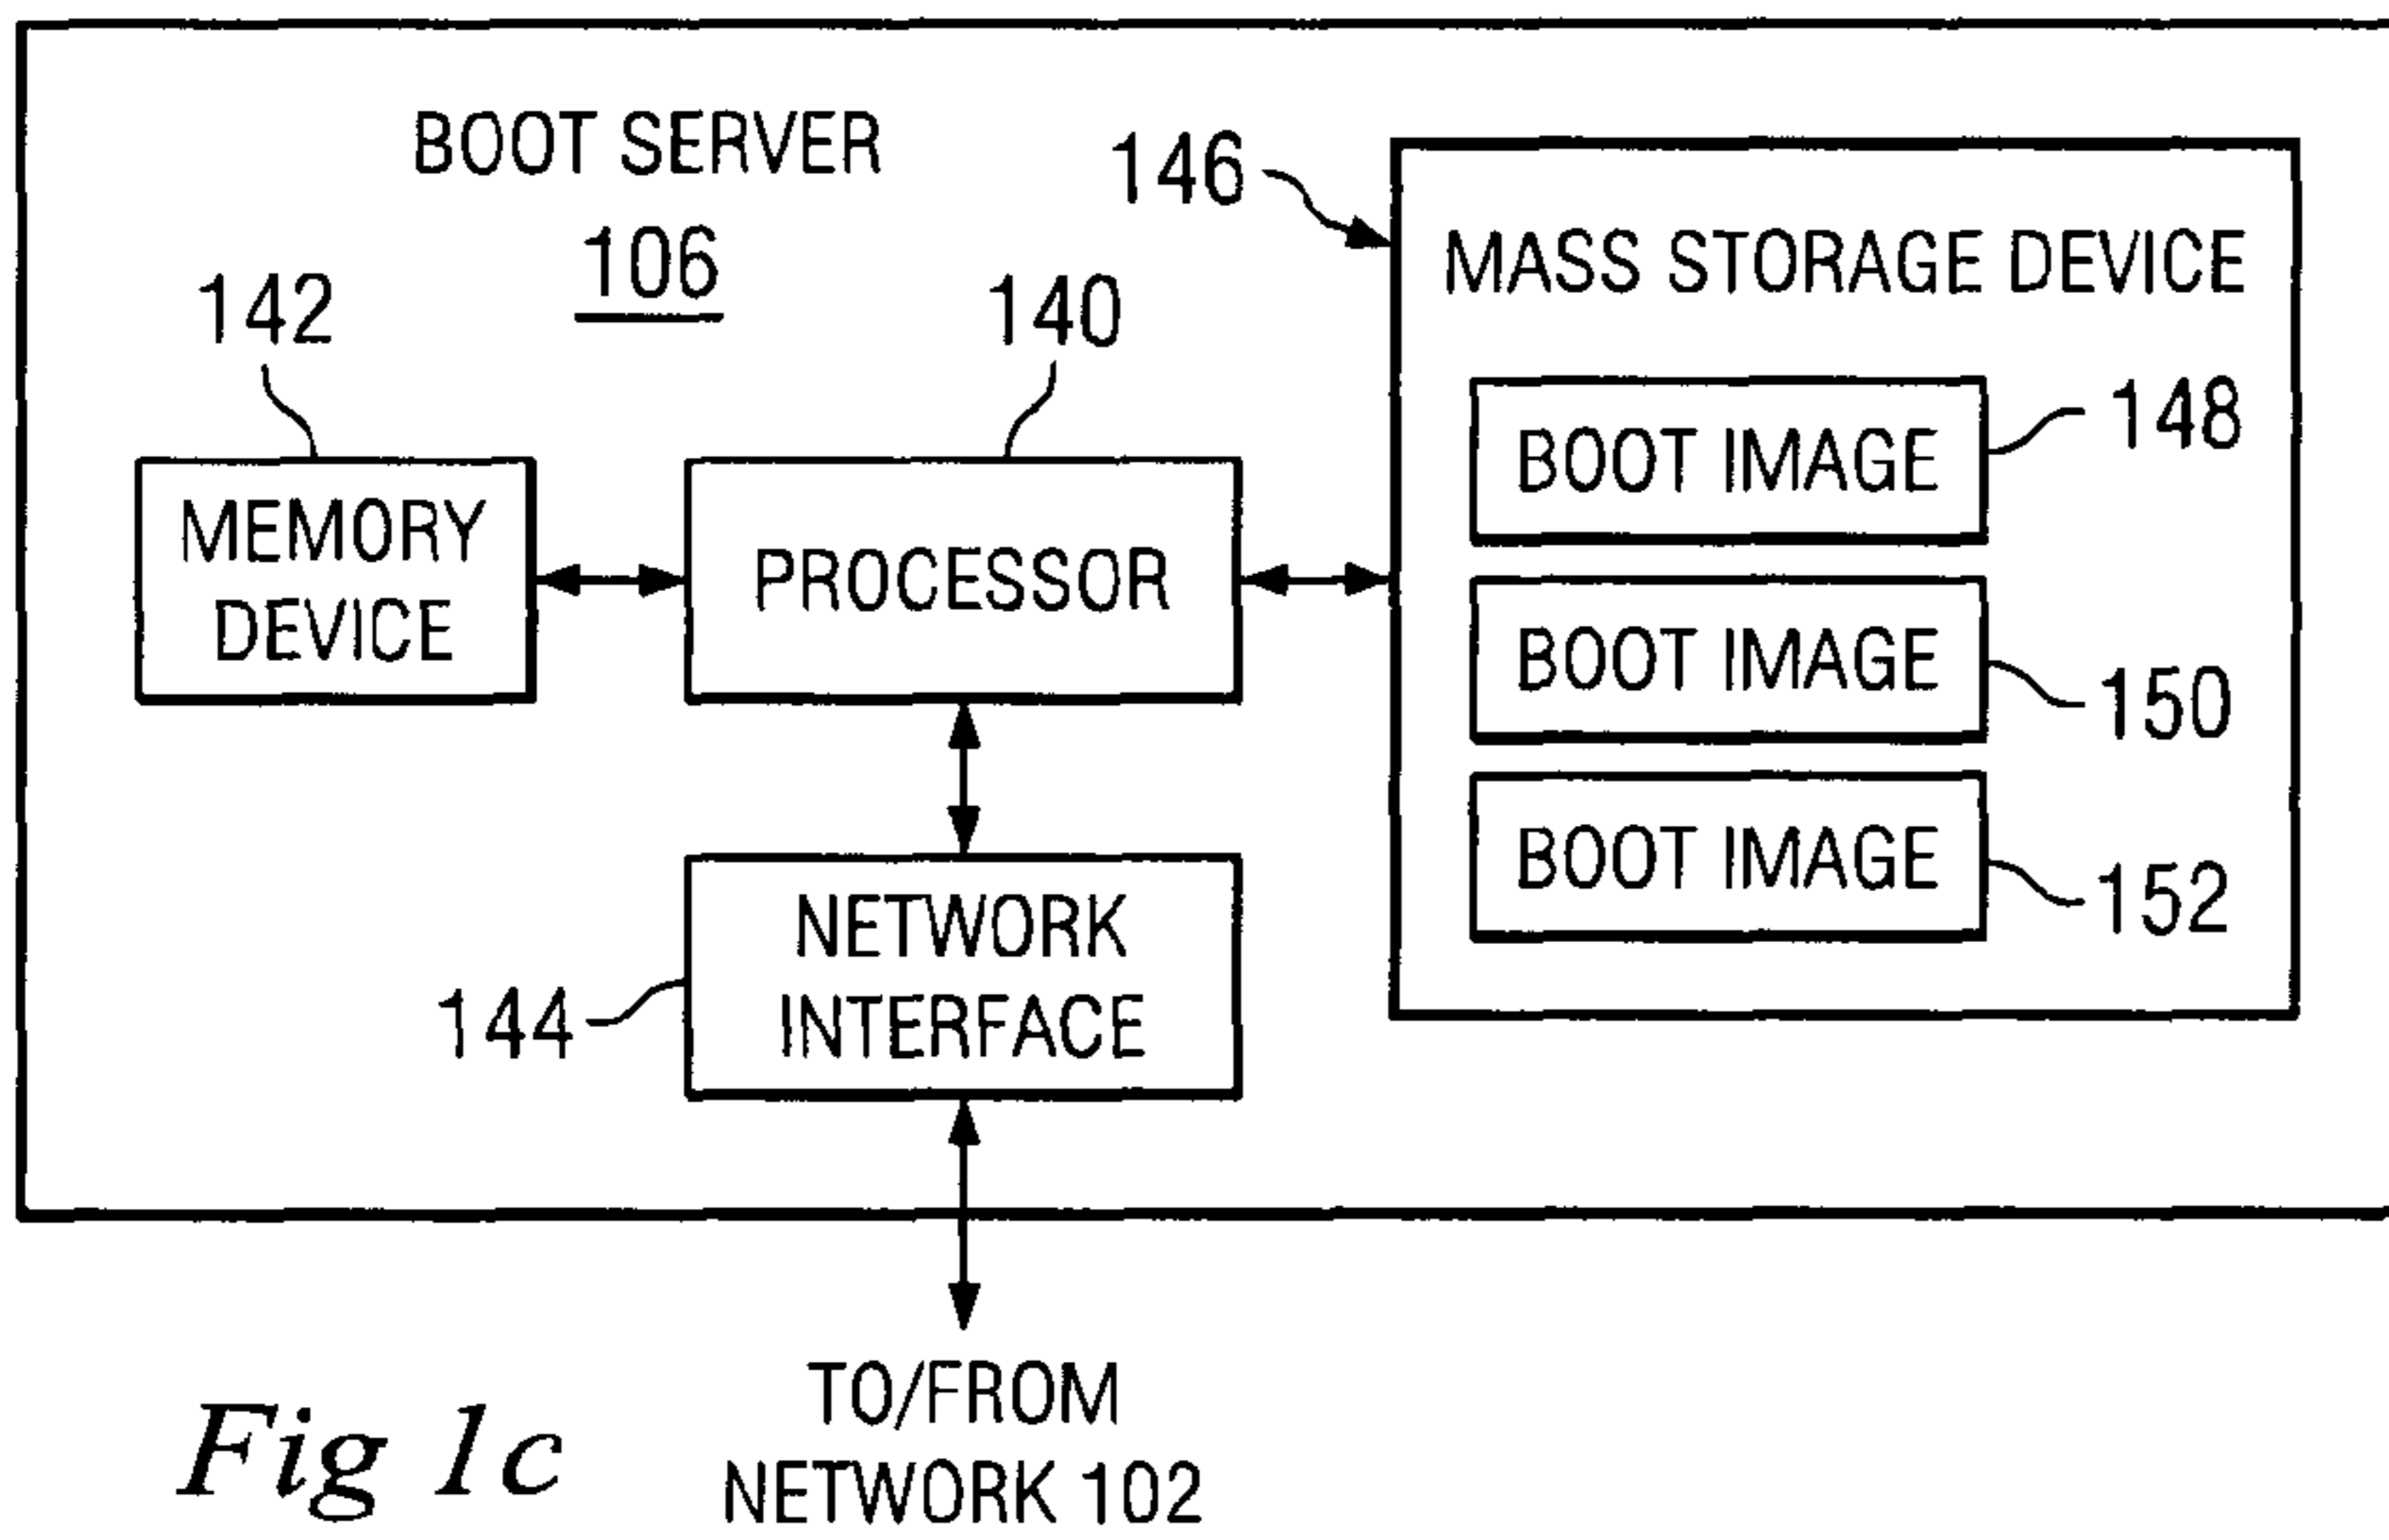 BOOT SERVER
106
142
140
146
MASS STORAGE DEVICE
MEMORY
DEVICE
PROCESSOR
BOOT IMAGE
148
BOOT IMAGE
150
BOOT IMAGE
152
NETWORK
INTERFACE
144
TO/FROM
NETWORK 102
Fig 1c